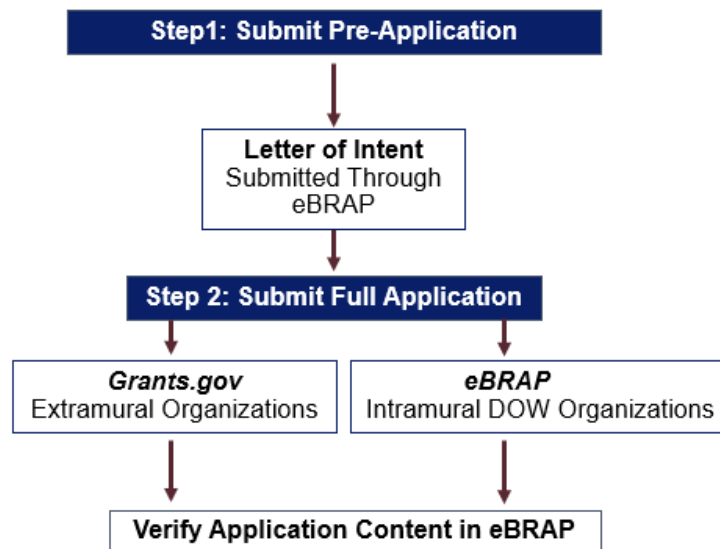 Step1: Submit Pre-Application
Letter of Intent
Submitted Through
eBRAP
Step 2: Submit Full Application
Grants.gov
Extramural Organizations
eBRAP
Intramural DOW Organizations
Verify Application Content in eBRAP